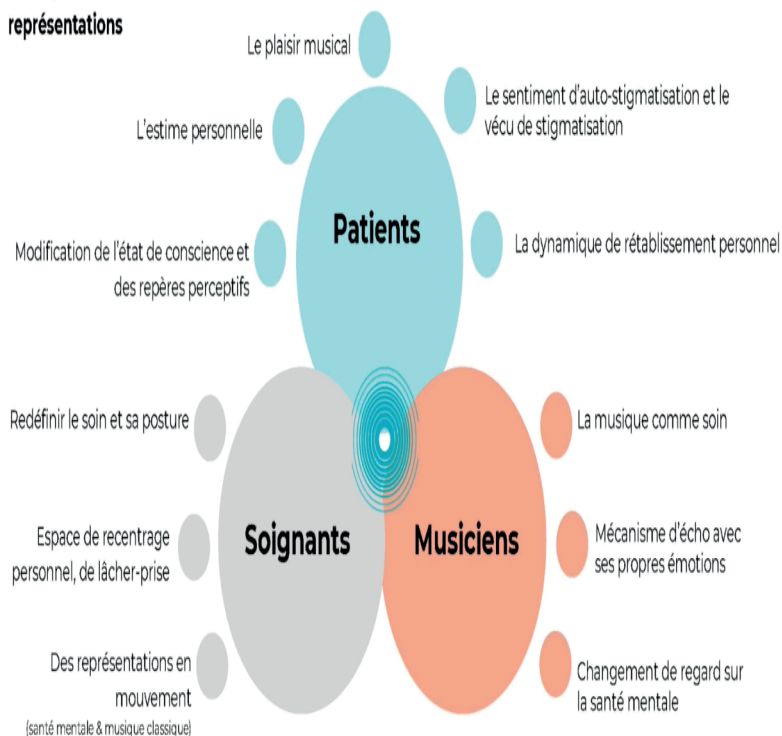 représentations
Le plaisir musical
Le sentiment d'auto-stigmatisation et le
vécu de stigmatisation
L'estime personnelle
Patients
La dynamique de rétablissement personnel
Modification de l'état de conscience et
des repères perceptifs
Redéfinir le soin et sa posture
La musique comme soin
Espace de recentrage
personnel, de lâcher-prise
Soignants
Musiciens
Mécanisme d'écho avec
ses propres émotions
Des représentations en
mouvement
(santé mentale & musique classique)
Changement de regard sur
la santé mentale